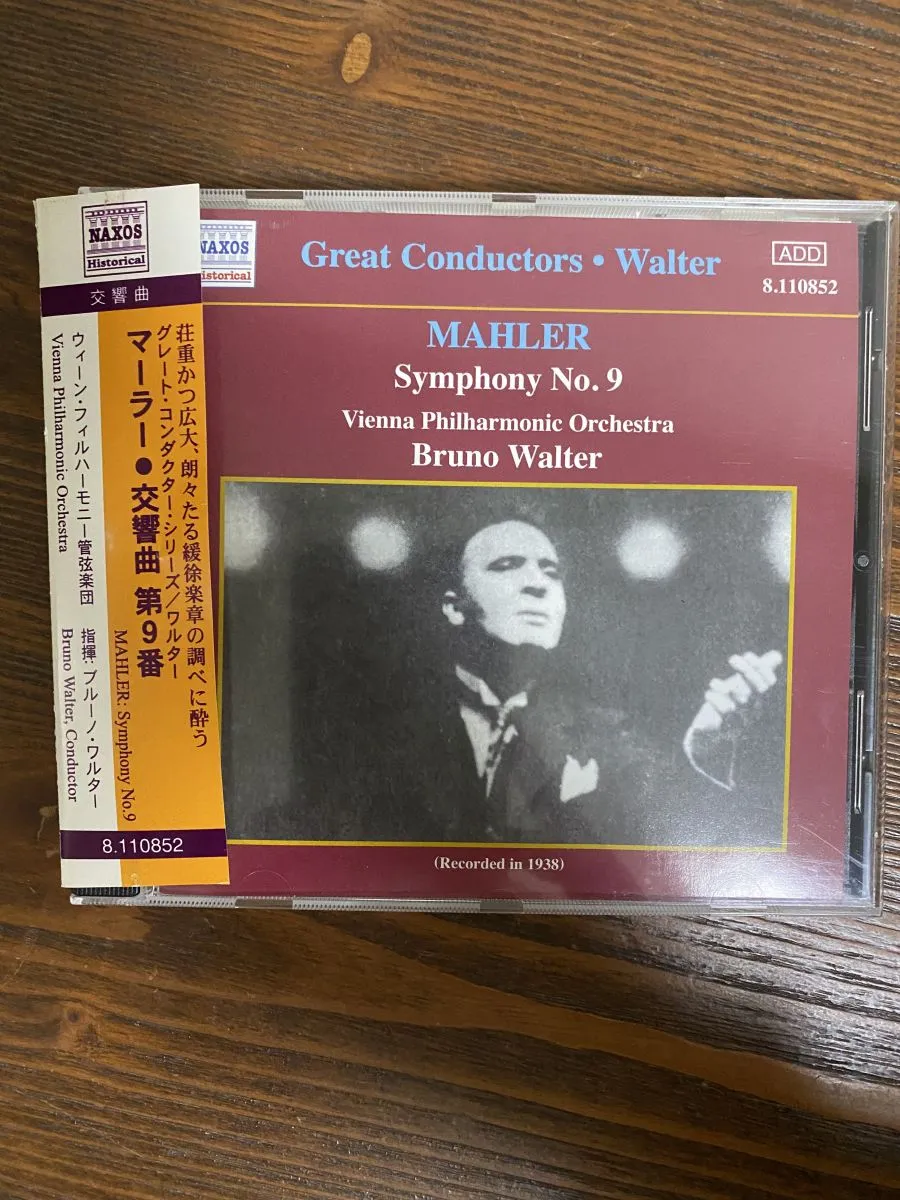 NAXOS
Historical
交響曲
荘重かつ広大、朗々たる緩徐楽章の調べに酔う
グレート・コンダクター・シリーズ／ワルター
マーラー●交響曲 第9番
MAHLER: Symphony No.9
ウィーン・フィルハーモニー管弦楽団
Vienna Philharmonic Orchestra
指揮：ブルーノ・ワルター
Bruno Walter, Conductor
8.110852
NAXOS
Historical
Great Conductors • Walter
ADD
8.110852
MAHLER
Symphony No. 9
Vienna Philharmonic Orchestra
Bruno Walter
(Recorded in 1938)